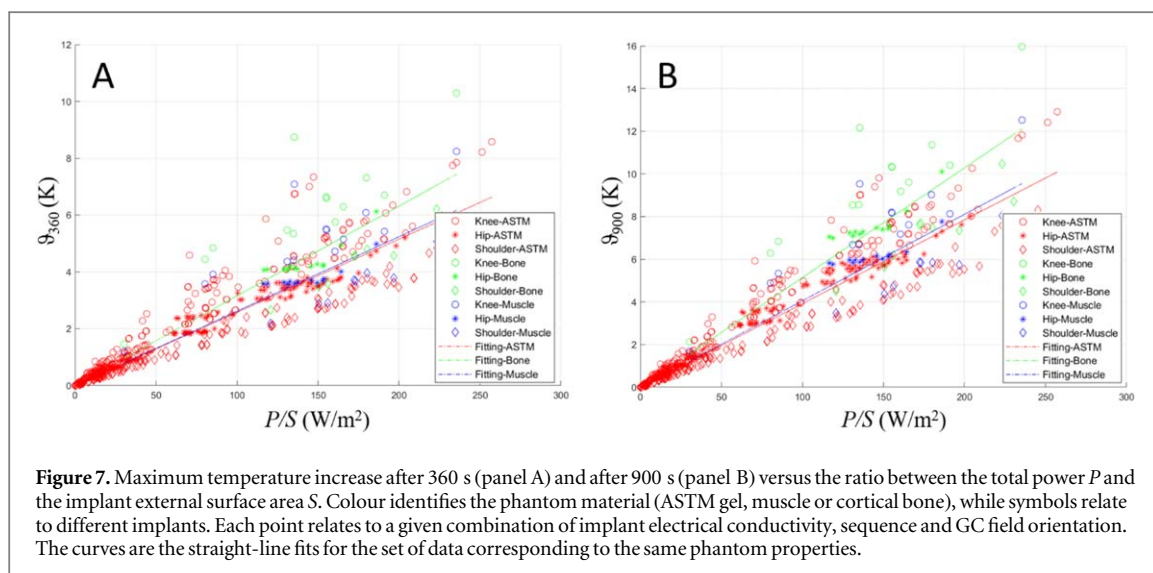 A
12
10
8
6
4
2
0
ϑ360 (K)
0 50 100 150 200 250 300
P/S (W/m²)
Knee-ASTM
Hip-ASTM
Shoulder-ASTM
Knee-Bone
Hip-Bone
Shoulder-Bone
Knee-Muscle
Hip-Muscle
Shoulder-Muscle
Fitting-ASTM
Fitting-Bone
Fitting-Muscle
B
16
14
12
10
8
6
4
2
0
ϑ900 (K)
0 50 100 150 200 250 300
P/S (W/m²)
Knee-ASTM
Hip-ASTM
Shoulder-ASTM
Knee-Bone
Hip-Bone
Shoulder-Bone
Knee-Muscle
Hip-Muscle
Shoulder-Muscle
Fitting-ASTM
Fitting-Bone
Fitting-Muscle
Figure 7. Maximum temperature increase after 360 s (panel A) and after 900 s (panel B) versus the ratio between the total power P and
the implant external surface area S. Colour identifies the phantom material (ASTM gel, muscle or cortical bone), while symbols relate
to different implants. Each point relates to a given combination of implant electrical conductivity, sequence and GC field orientation.
The curves are the straight-line fits for the set of data corresponding to the same phantom properties.